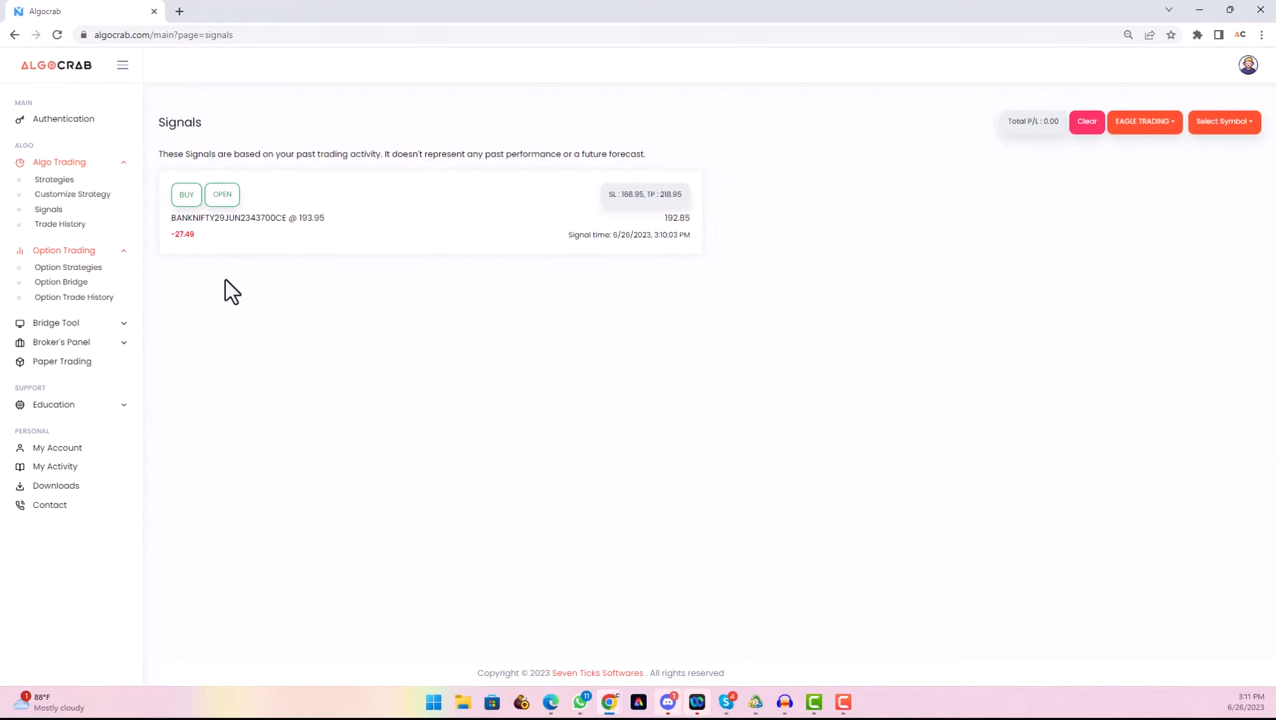 Algocrab
algocrab.com/main?page=signals
ALGOCRAB
MAIN
Authentication
ALGO
Algo Trading
Strategies
Customize Strategy
Signals
Trade History
Option Trading
Option Strategies
Option Bridge
Option Trade History
Bridge Tool
Broker's Panel
Paper Trading
SUPPORT
Education
PERSONAL
My Account
My Activity
Downloads
Contact
Signals
Total P/L : 0.00 Clear EAGLE TRADING Select Symbol
These Signals are based on your past trading activity. It doesn't represent any past performance or a future forecast.
BUY OPEN SL : 168.95, TP : 218.95
BANKNIFTY29JUN2343700CE @ 193.95 192.85
-27.49 Signal time: 6/26/2023, 3:10:03 PM
Copyright © 2023 Seven Ticks Softwares . All rights reserved
1 88°F
Mostly cloudy
11
1
4
3:11 PM
6/26/2023